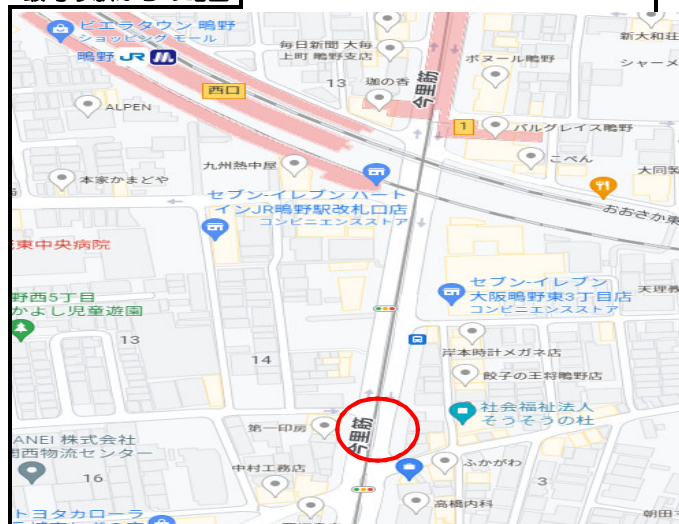 ピエラタウン 鴫野
ショッピング モール
鴫野 JR
毎日新聞 大毎
上町 鴫野支店
新大和荘
ボヌール鴫野
シャーメ
13
珈の香
今里筋
西口
ALPEN
1
パルグレイス鴫野
九州熱中屋
こぺん
本家かまどや
大同製
セブン-イレブン ハート
インJR鴫野駅改札口店
コンビニエンスストア
おおさか東
東中央病院
セブン-イレブン
大阪鴫野東3丁目店
コンビニエンスストア
天理教
野西5丁目
かよし児童遊園
13
14
岸本時計メガネ店
餃子の王将鴫野店
社会福祉法人
そうそうの杜
第一印房
今里筋
ANEI 株式会社
関西物流センター
中村工務店
16
ふかがわ
3
高橋内科
トヨタカローラ
朝田